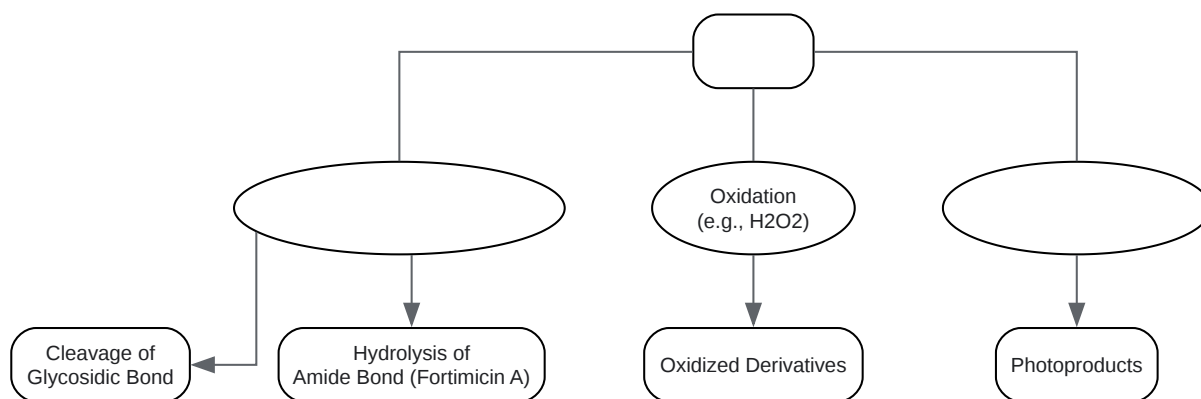 Oxidation
(e.g., H2O2)
Cleavage of
Glycosidic Bond
Hydrolysis of
Amide Bond (Fortimicin A)
Oxidized Derivatives
Photoproducts